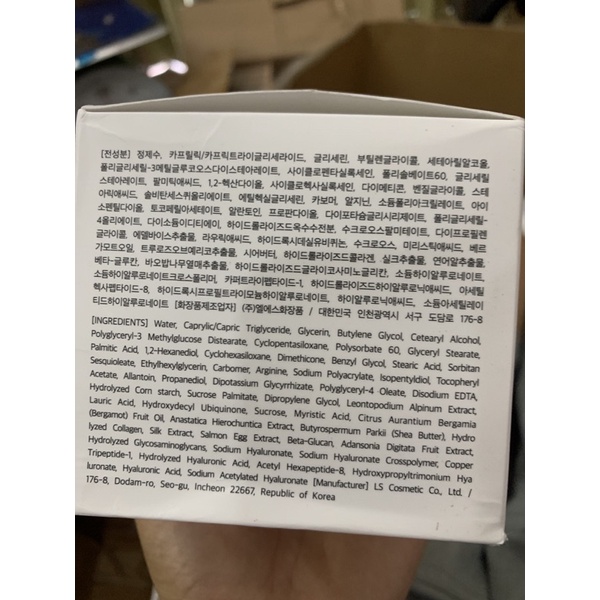 [전성분] 정제수, 카프릴릭/카프릭트라이글리세라이드, 글리세린, 부틸렌글라이콜, 세테아릴알코올,
폴리글리세릴-3메틸글루코오스다이스테아레이트, 사이클로펜타실록세인, 폴리솔베이트60, 글리세릴
스테아레이트, 팔미틱애씨드, 1,2-헥산다이올, 사이클로헥사실록세인, 다이메티콘, 벤질글라이콜, 스테
아릭애씨드, 솔비탄세스퀴올리에이트, 에틸헥실글리세린, 카보머, 알지닌, 소듐폴리아크릴레이트, 아이
소펜틸다이올, 토코페릴아세테이트, 알란토인, 프로판다이올, 다이포타슘글리시리제이트, 폴리글리세릴-
4올리에이트, 다이소듐이디티에이, 하이드롤라이즈드옥수수전분, 수크로오스팔미테이트, 다이프로필렌
글라이콜, 에델바이스추출물, 라우릭애씨드, 하이드록시데실유비퀴논, 수크로오스, 미리스틱애씨드, 베르
가모트오일, 트루로즈오브예리코추출물, 시어버터, 하이드롤라이즈드콜라겐, 실크추출물, 연어알추출물,
베타-글루칸, 바오밥나무열매추출물, 하이드롤라이즈드글라이코사미노글리칸, 소듐하이알루로네이트,
소듐하이알루로네이트크로스폴리머, 카퍼트라이펩타이드-1, 하이드롤라이즈드하이알루로닉애씨드, 아세틸
헥사펩타이드-8, 하이드록시프로필트라이모늄하이알루로네이트, 하이알루로닉애씨드, 소듐아세틸레이
티드하이알루로네이트 [화장품제조업자] (주)엘에스화장품 / 대한민국 인천광역시 서구 도담로 176-8
[INGREDIENTS] Water, Caprylic/Capric Triglyceride, Glycerin, Butylene Glycol, Cetearyl Alcohol,
Polyglyceryl-3 Methylglucose Distearate, Cyclopentasiloxane, Polysorbate 60, Glyceryl Stearate,
Palmitic Acid, 1,2-Hexanediol, Cyclohexasiloxane, Dimethicone, Benzyl Glycol, Stearic Acid, Sorbitan
Sesquioleate, Ethylhexylglycerin, Carbomer, Arginine, Sodium Polyacrylate, Isopentyldiol, Tocopheryl
Acetate, Allantoin, Propanediol, Dipotassium Glycyrrhizate, Polyglyceryl-4 Oleate, Disodium EDTA,
Hydrolyzed Corn starch, Sucrose Palmitate, Dipropylene Glycol, Leontopodium Alpinum Extract,
Lauric Acid, Hydroxydecyl Ubiquinone, Sucrose, Myristic Acid, Citrus Aurantium Bergamia
(Bergamot) Fruit Oil, Anastatica Hierochuntica Extract, Butyrospermum Parkii (Shea Butter), Hydro
lyzed Collagen, Silk Extract, Salmon Egg Extract, Beta-Glucan, Adansonia Digitata Fruit Extract,
Hydrolyzed Glycosaminoglycans, Sodium Hyaluronate, Sodium Hyaluronate Crosspolymer, Copper
Tripeptide-1, Hydrolyzed Hyaluronic Acid, Acetyl Hexapeptide-8, Hydroxypropyltrimonium Hya
luronate, Hyaluronic Acid, Sodium Acetylated Hyaluronate [Manufacturer] LS Cosmetic Co., Ltd. /
176-8, Dodam-ro, Seo-gu, Incheon 22667, Republic of Korea